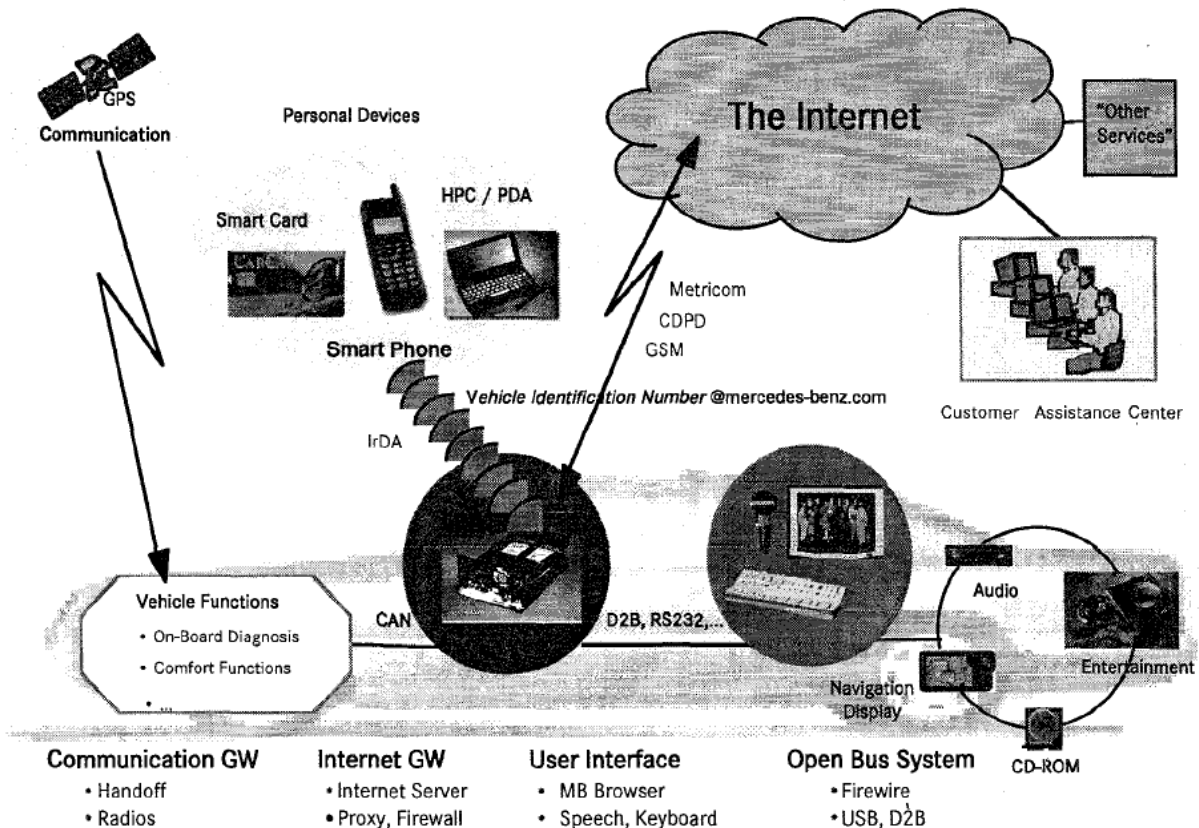 GPS
Communication
Personal Devices
The Internet
"Other
Services"
Smart Card
HPC / PDA
Smart Phone
Metricom
CDPD
GSM
Vehicle Identification Number @mercedes-benz.com
IrDA
Customer Assistance Center
Vehicle Functions
• On-Board Diagnosis
• Comfort Functions
• ...
CAN
D2B, RS232,...
Audio
Entertainment
Navigation
Display
CD-ROM
Communication GW
• Handoff
• Radios
Internet GW
• Internet Server
• Proxy, Firewall
User Interface
• MB Browser
• Speech, Keyboard
Open Bus System
• Firewire
• USB, D2B